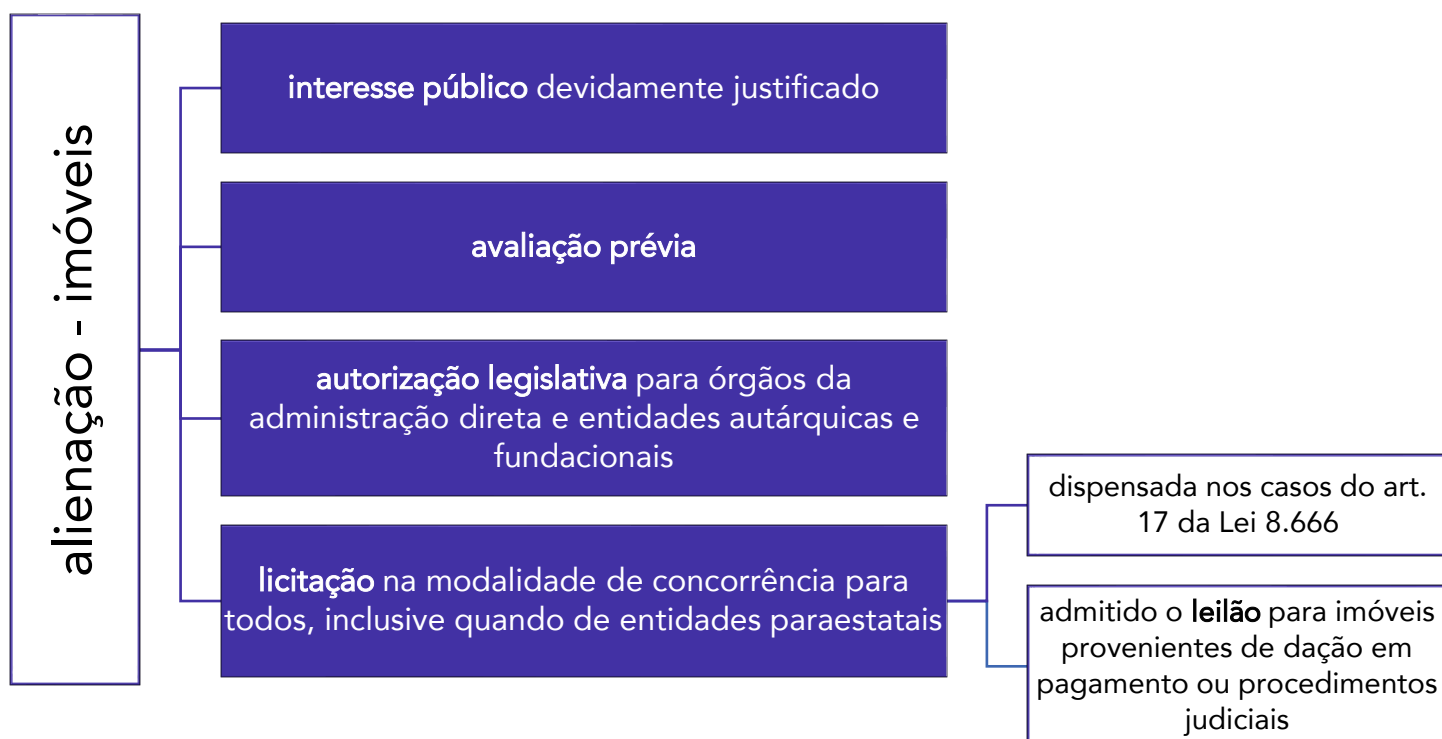 alienação - imóveis
interesse público devidamente justificado
avaliação prévia
autorização legislativa para órgãos da
administração direta e entidades autárquicas e
fundacionais
licitação na modalidade de concorrência para
todos, inclusive quando de entidades paraestatais
dispensada nos casos do art.
17 da Lei 8.666
admitido o leilão para imóveis
provenientes de dação em
pagamento ou procedimentos
judiciais